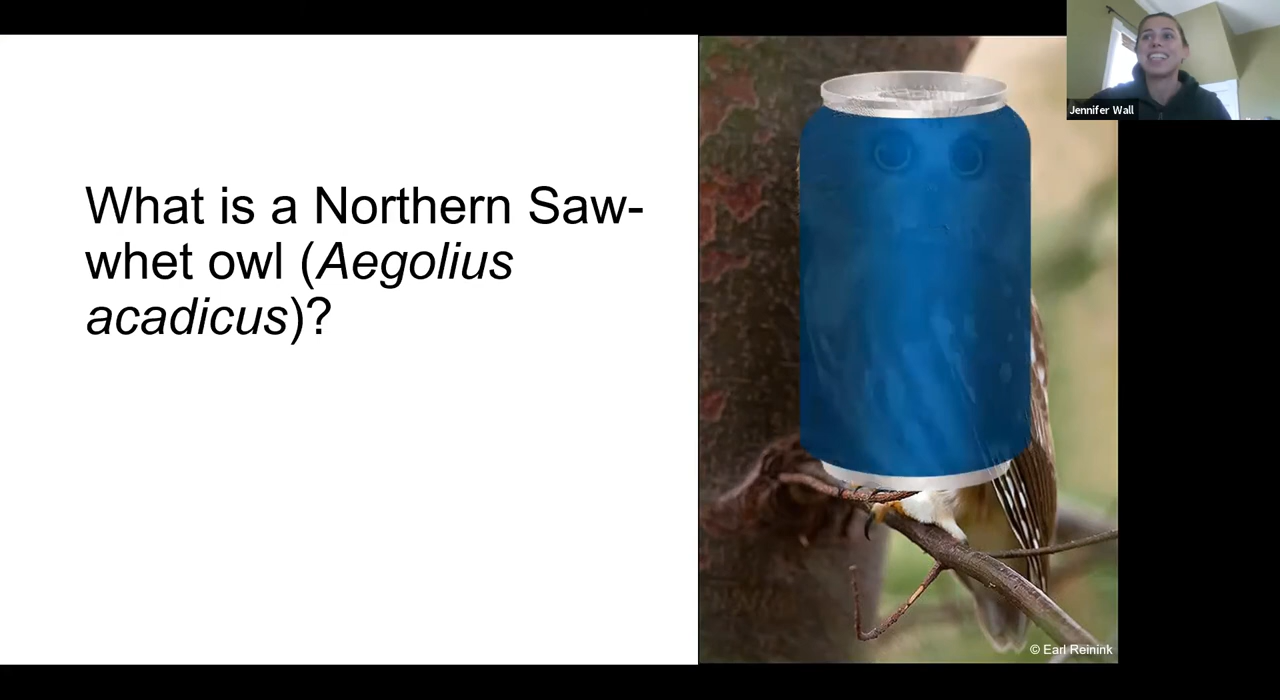 Jennifer Wall
What is a Northern Saw-
whet owl (Aegolius
acadicus)?
© Earl Reinink